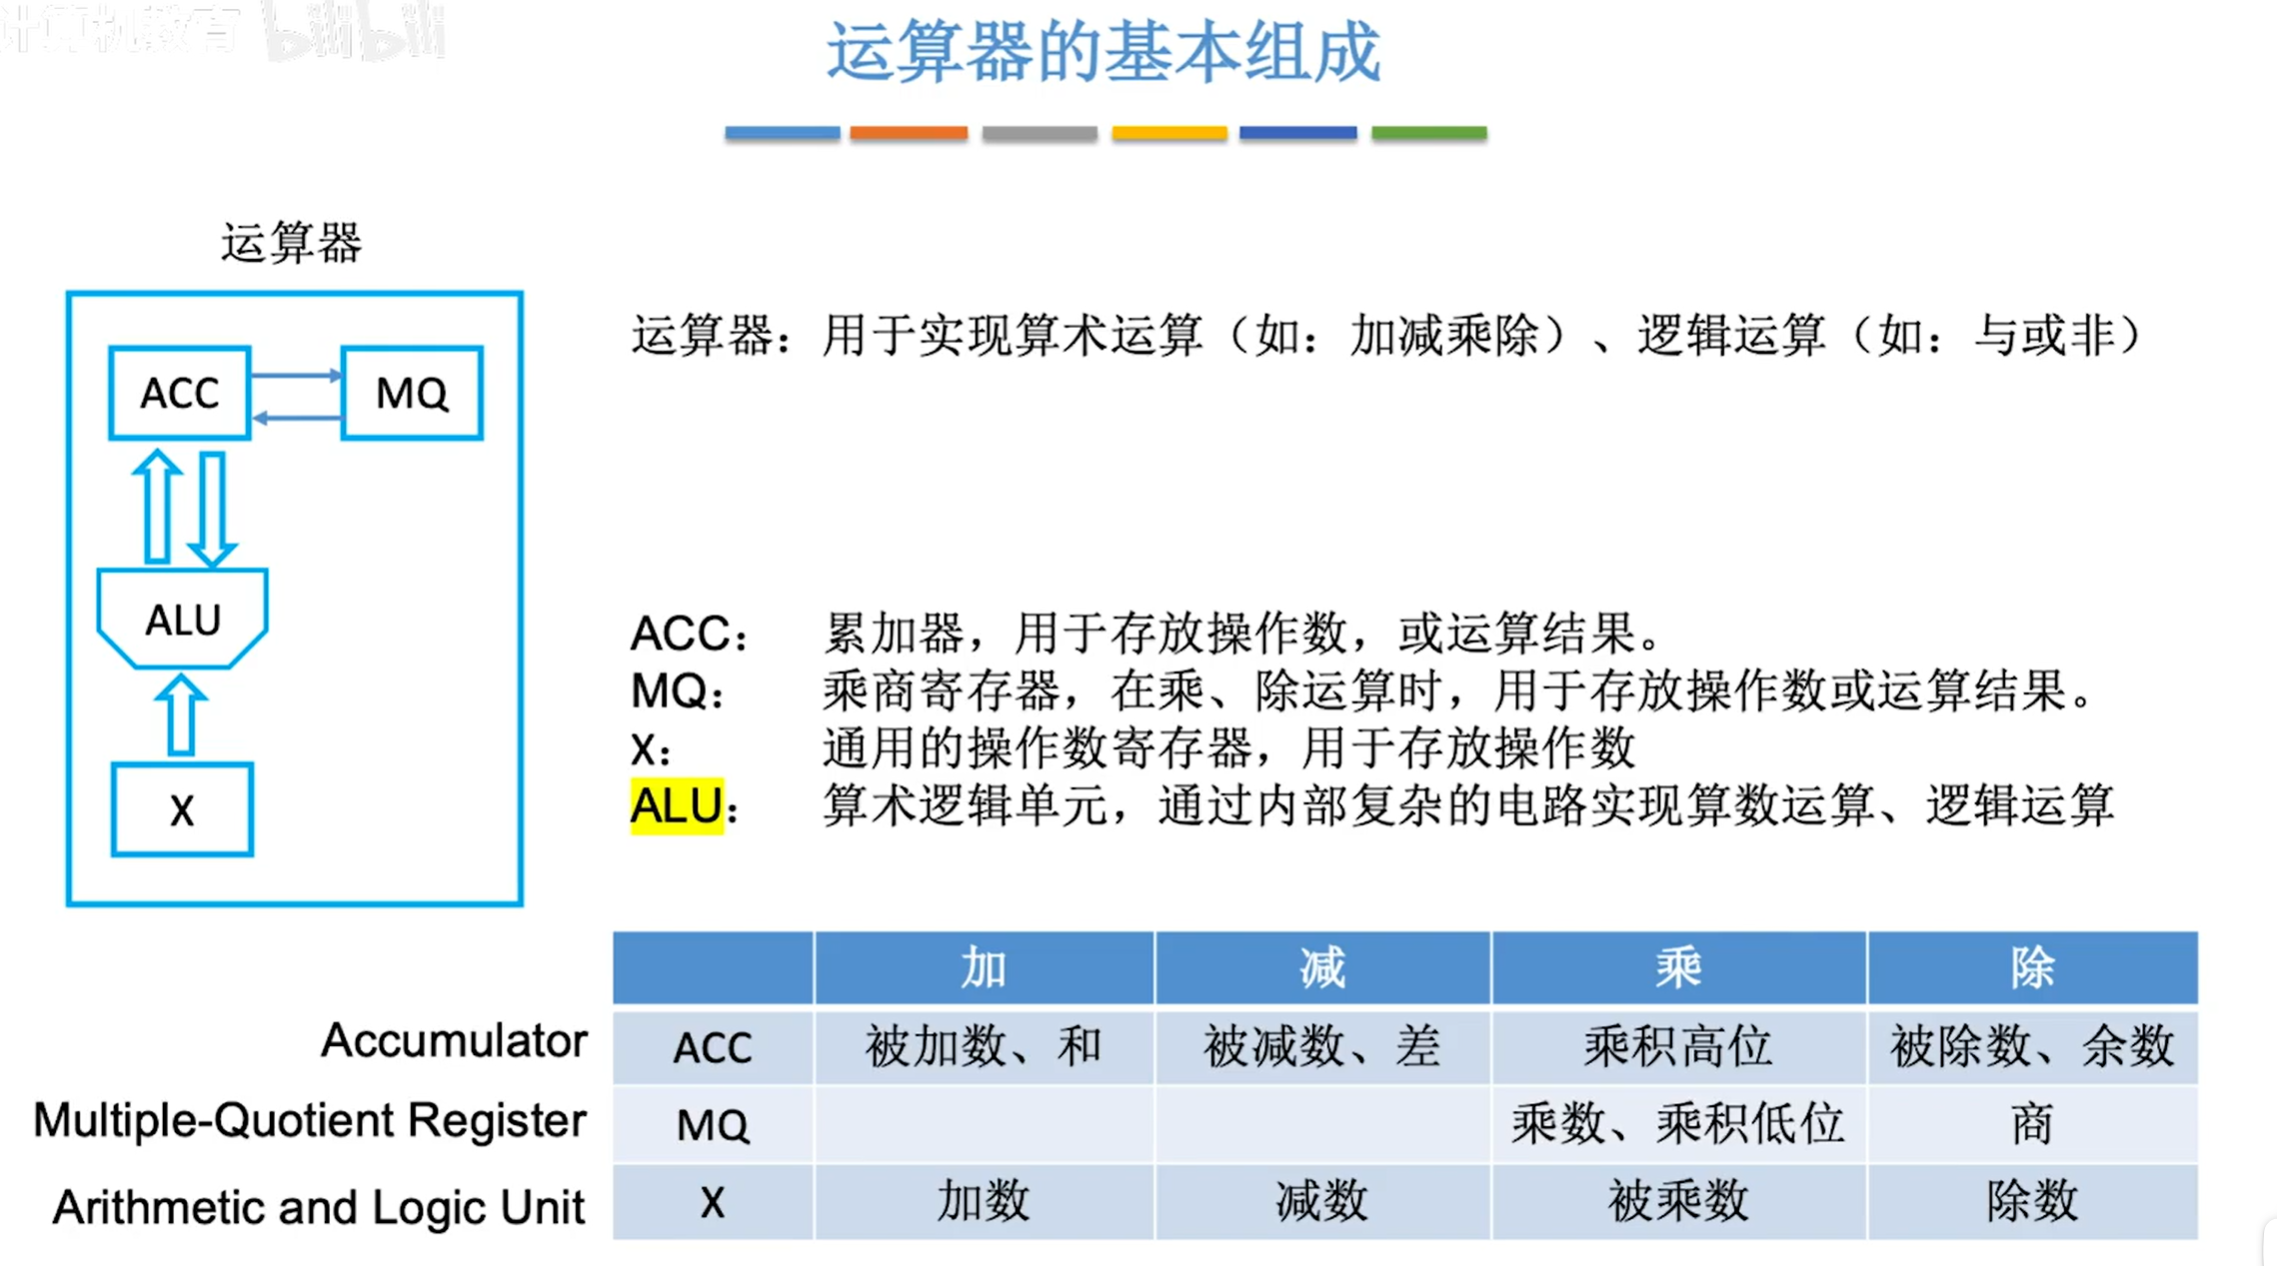 计算机教育 bilibili
运算器的基本组成
运算器
ACC
MQ
ALU
X
运算器：用于实现算术运算（如：加减乘除）、逻辑运算（如：与或非）
ACC： 累加器，用于存放操作数，或运算结果。
MQ： 乘商寄存器，在乘、除运算时，用于存放操作数或运算结果。
X： 通用的操作数寄存器，用于存放操作数
ALU： 算术逻辑单元，通过内部复杂的电路实现算数运算、逻辑运算
加 减 乘 除
Accumulator ACC 被加数、和 被减数、差 乘积高位 被除数、余数
Multiple-Quotient Register MQ 乘数、乘积低位 商
Arithmetic and Logic Unit X 加数 减数 被乘数 除数